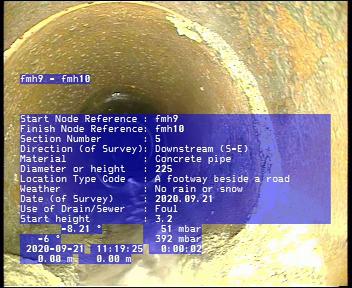 fmh9 - fmh10
Start Node Reference : fmh9
Finish Node Reference: fmh10
Section Number : 5
Direction (of Survey): Downstream (S-E)
Material : Concrete pipe
Diameter or height : 225
Location Type Code : A footway beside a road
Weather : No rain or snow
Date (of Survey) : 2020.09.21
Use of Drain/Sewer : Foul
Start height : 3.2
-8.21 ° 51 mbar
-6 ° 392 mbar
2020-09-21 11:19:25 0:00:02
0.00 m 0.00 m